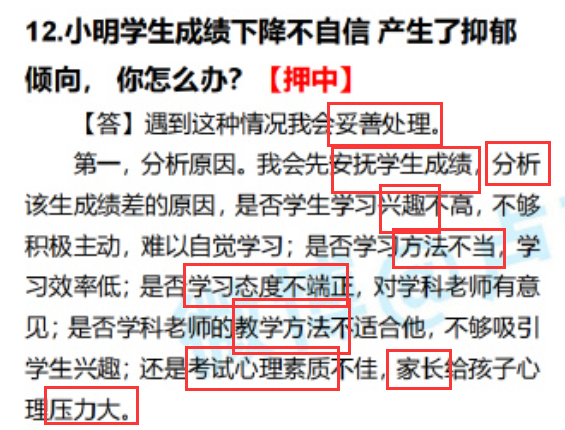 12.小明学生成绩下降不自信 产生了抑郁
倾向， 你怎么办？【押中】
【答】遇到这种情况我会妥善处理。
第一，分析原因。我会先安抚学生成绩，分析
该生成绩差的原因，是否学生学习兴趣不高，不够
积极主动，难以自觉学习；是否学习方法不当，学
习效率低；是否学习态度不端正，对学科老师有意
见；是否学科老师的教学方法不适合他，不够吸引
学生兴趣；还是考试心理素质不佳，家长给孩子心
理压力大。